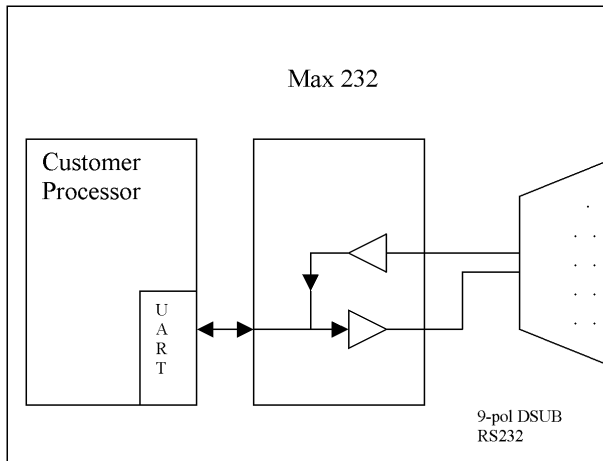 Max 232
Customer
Processor
U
A
R
T
9-pol DSUB
RS232